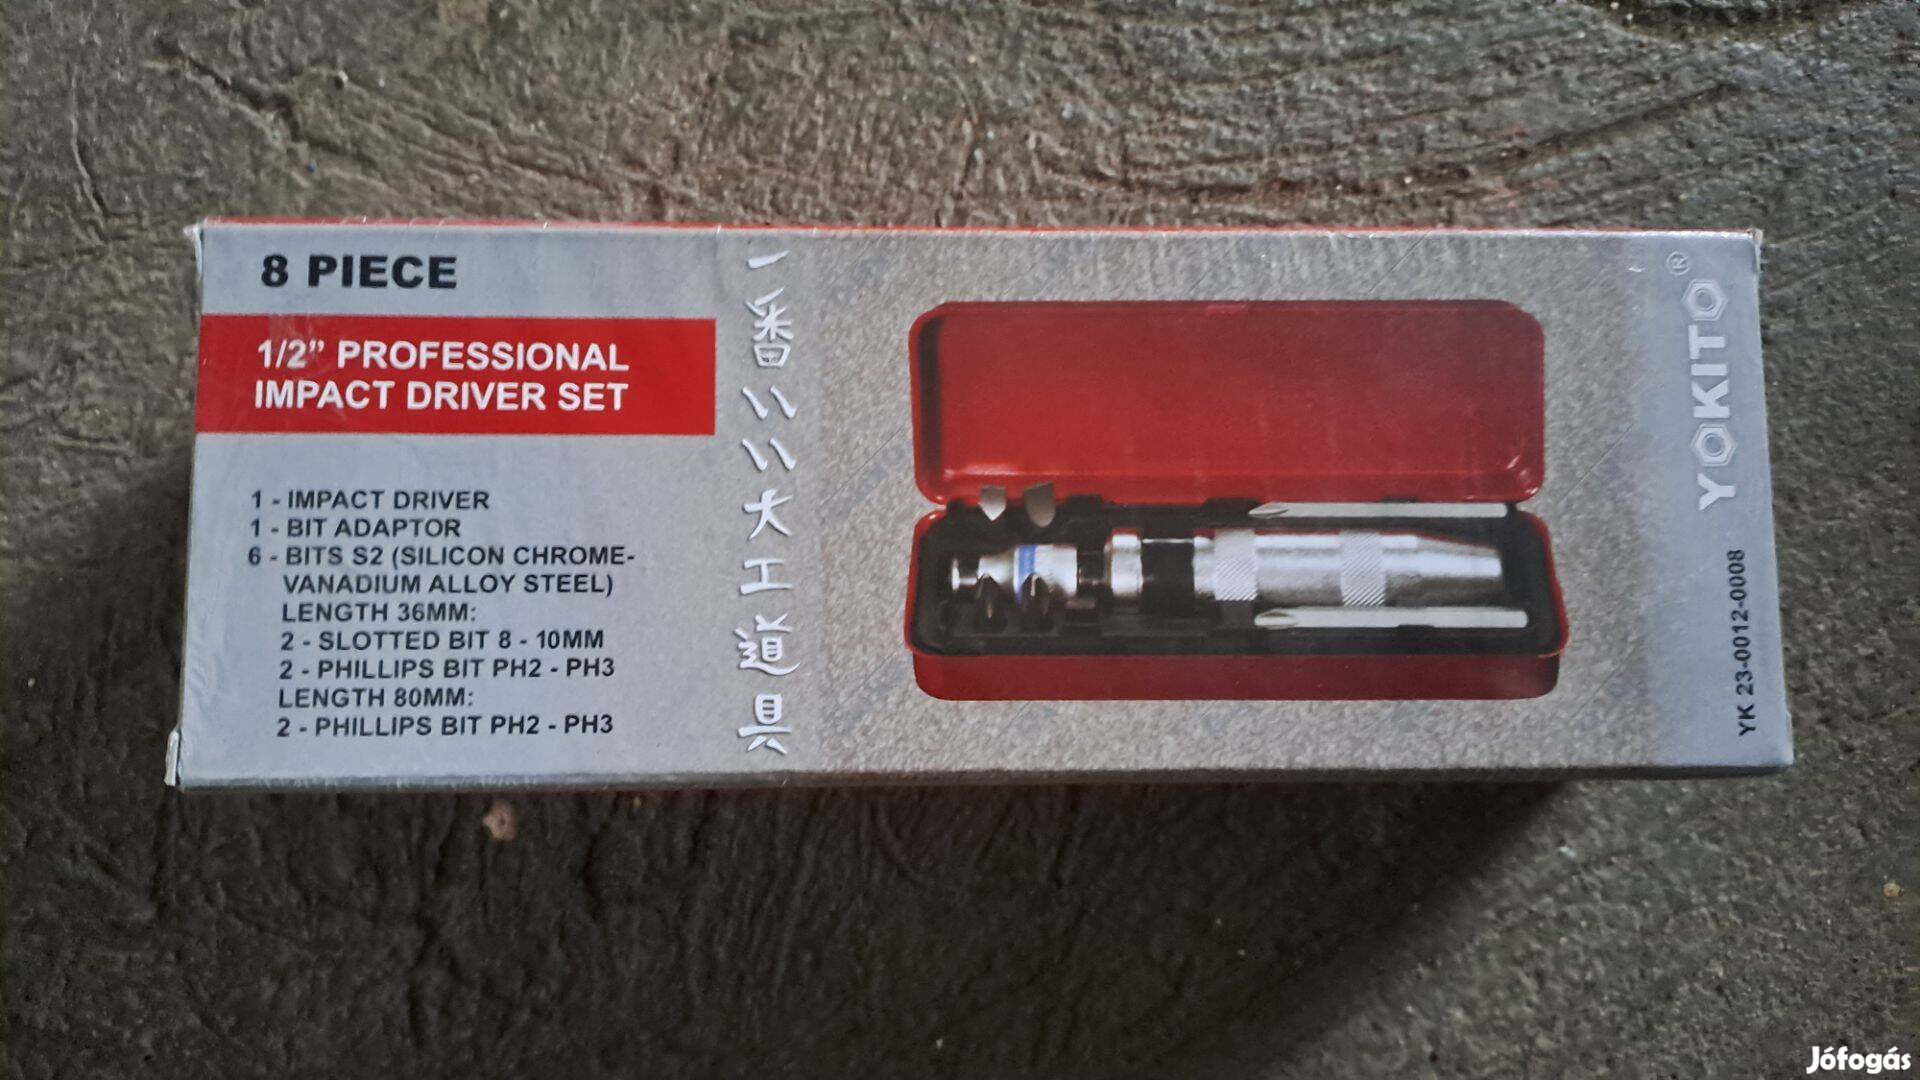 8 PIECE
1/2” PROFESSIONAL
IMPACT DRIVER SET
1 - IMPACT DRIVER
1 - BIT ADAPTOR
6 - BITS S2 (SILICON CHROME-
VANADIUM ALLOY STEEL)
LENGTH 36MM:
2 - SLOTTED BIT 8 - 10MM
2 - PHILLIPS BIT PH2 - PH3
LENGTH 80MM:
2 - PHILLIPS BIT PH2 - PH3
一番いい大工道具
YOKITO®
YK 23-0012-0008
Jófogás